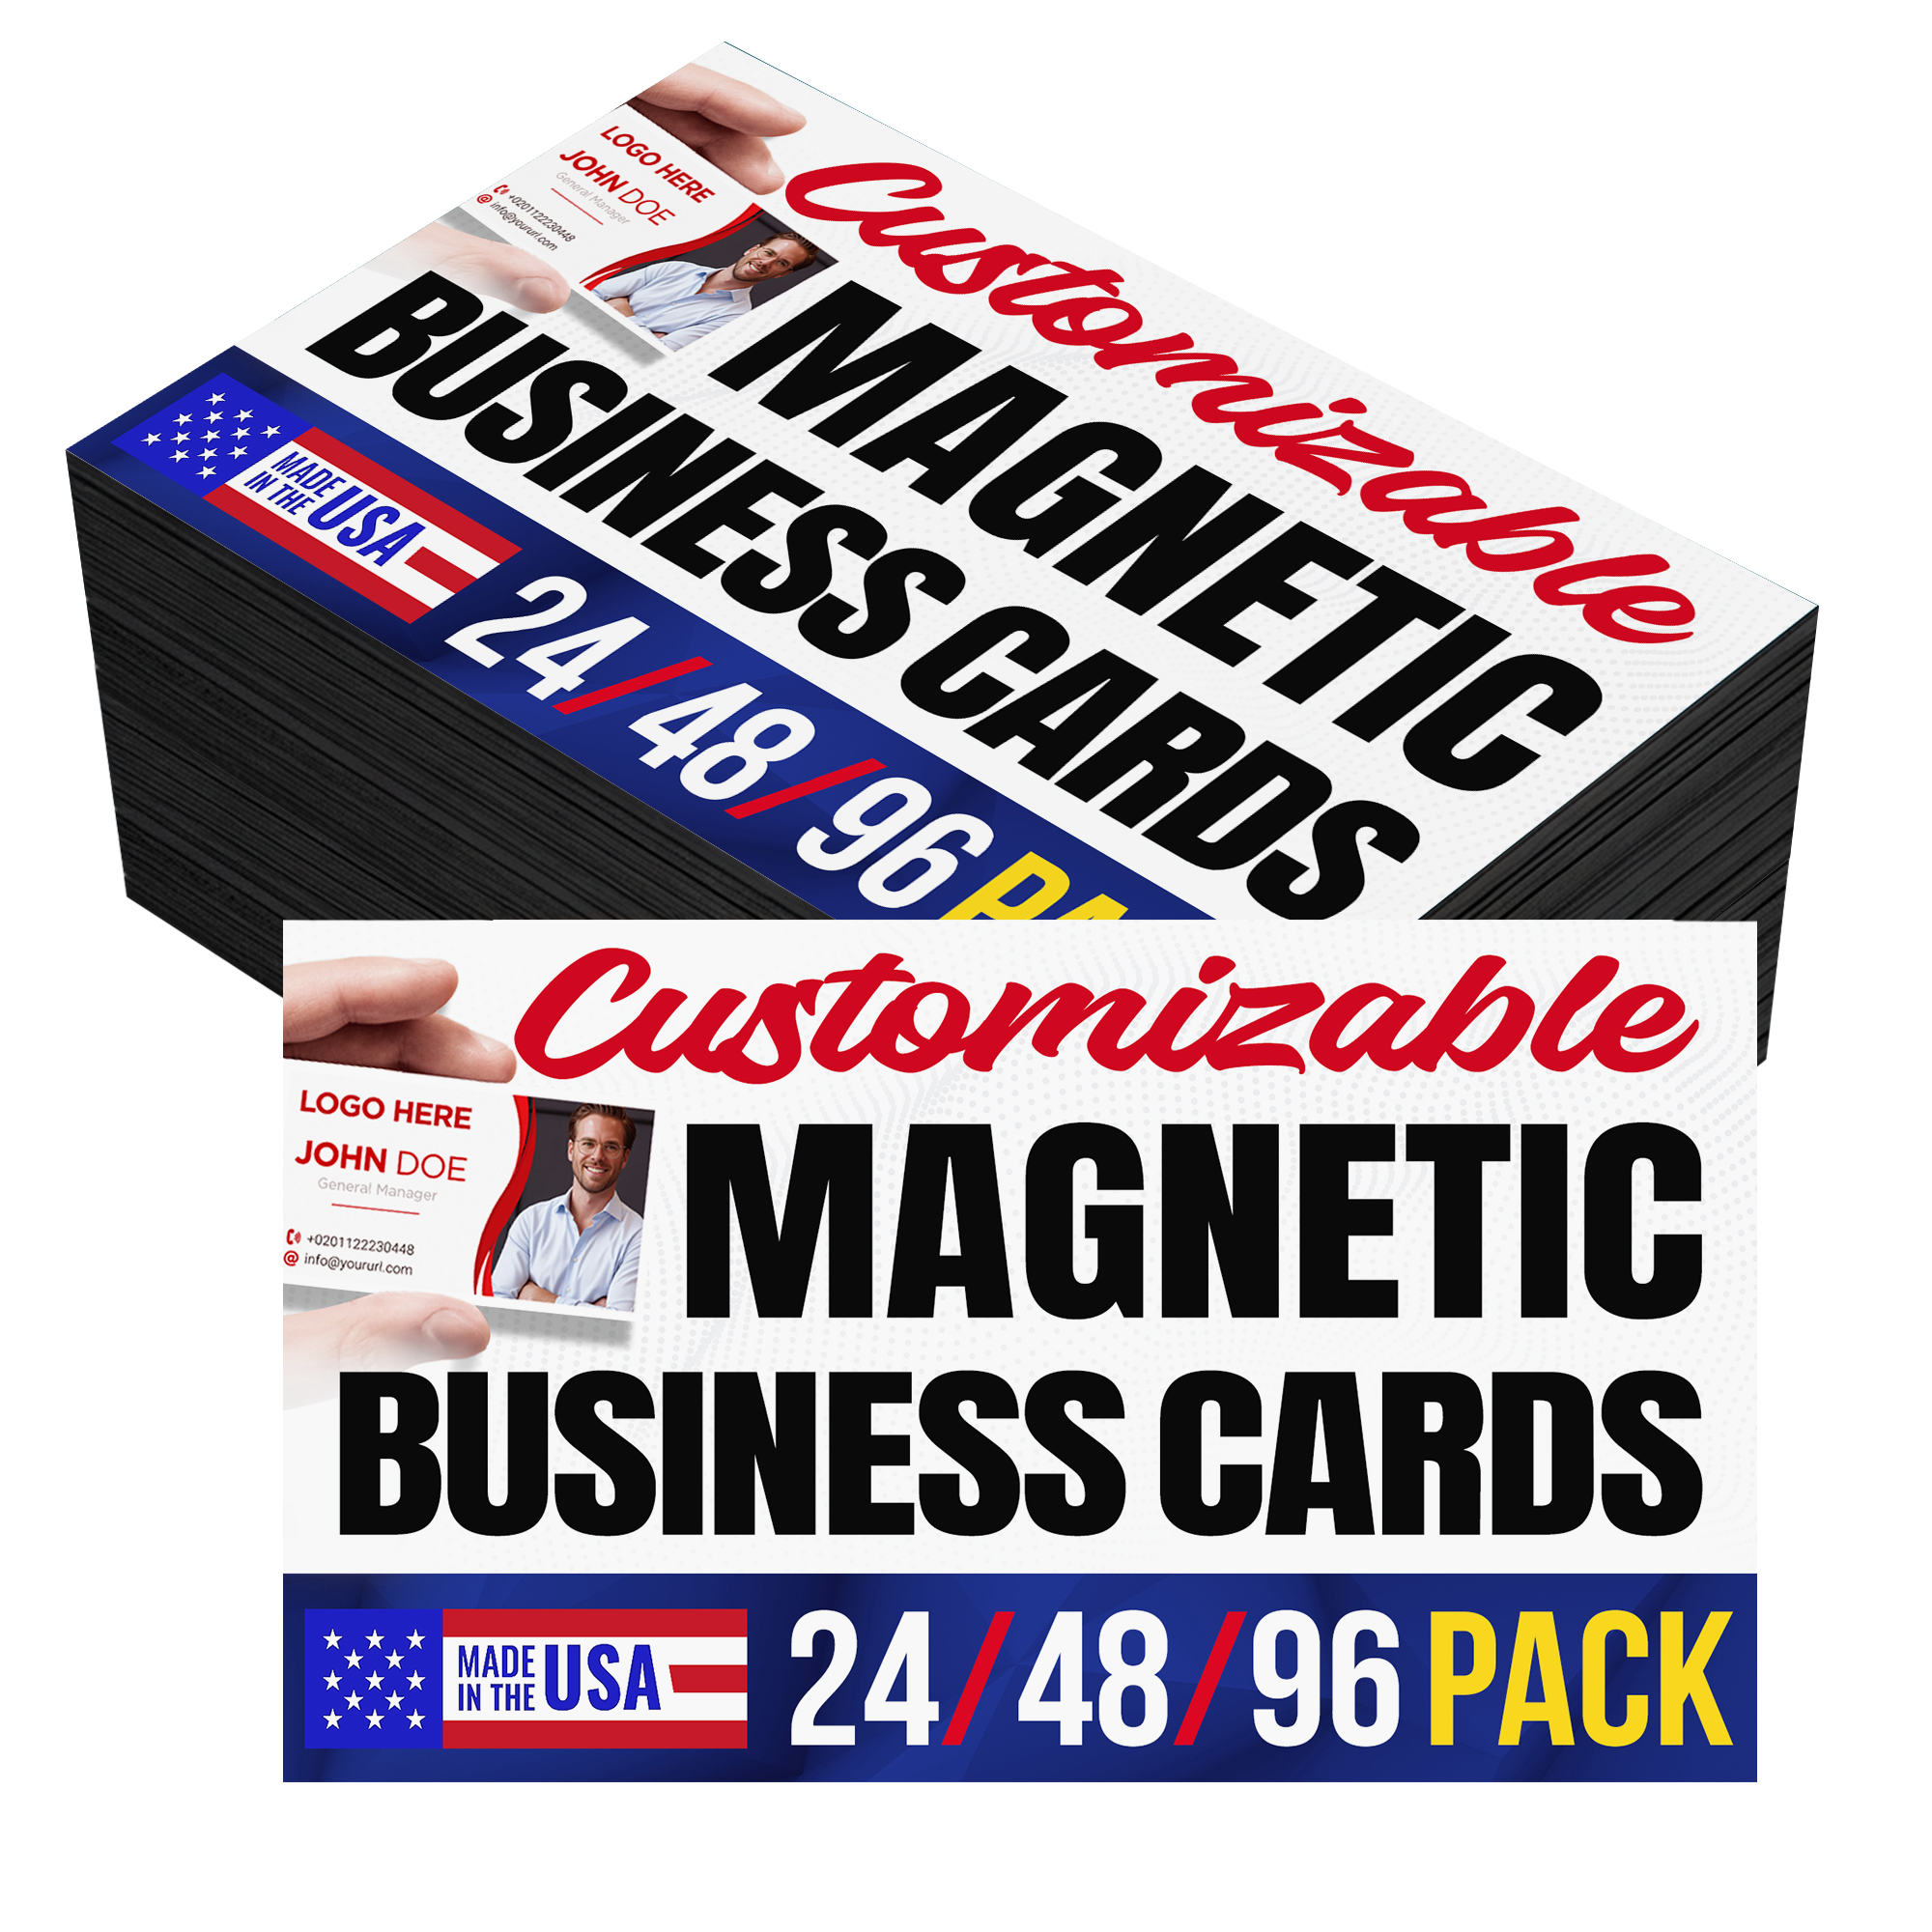 LOGO HERE
JOHN DOE
General Manager
+0201122230448
info@yoururl.com
Customizable
MAGNETIC
BUSINESS CARDS
MADE
IN THE USA
24/48/96 PA
Customizable
LOGO HERE
JOHN DOE
General Manager
+0201122230448
info@yoururl.com
MAGNETIC
BUSINESS CARDS
MADE
IN THE USA
24/48/96 PACK